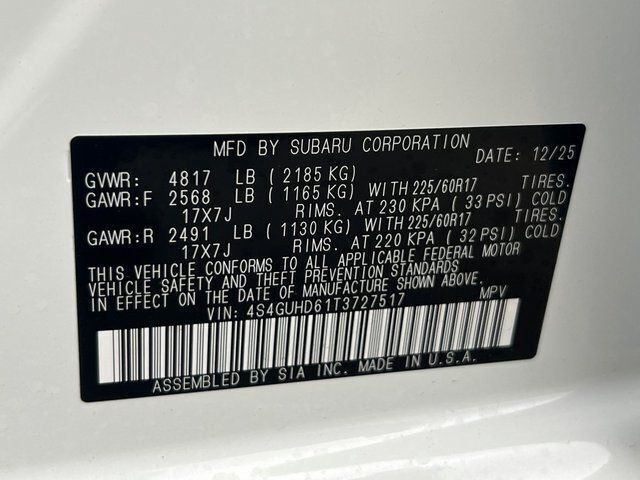 MFD BY SUBARU CORPORATION
DATE: 12/25
GVWR: 4817 LB ( 2185 KG)
GAWR:F 2568 LB ( 1165 KG) WITH 225/60R17 TIRES.
17X7J RIMS. AT 230 KPA ( 33 PSI) COLD
GAWR:R 2491 LB ( 1130 KG) WITH 225/60R17 TIRES.
17X7J RIMS. AT 220 KPA ( 32 PSI) COLD
THIS VEHICLE CONFORMS TO ALL APPLICABLE FEDERAL MOTOR
VEHICLE SAFETY AND THEFT PREVENTION STANDARDS
IN EFFECT ON THE DATE OF MANUFACTURE SHOWN ABOVE.
VIN: 4S4GUHD61T3727517 MPV
ASSEMBLED BY SIA INC. MADE IN U.S.A.